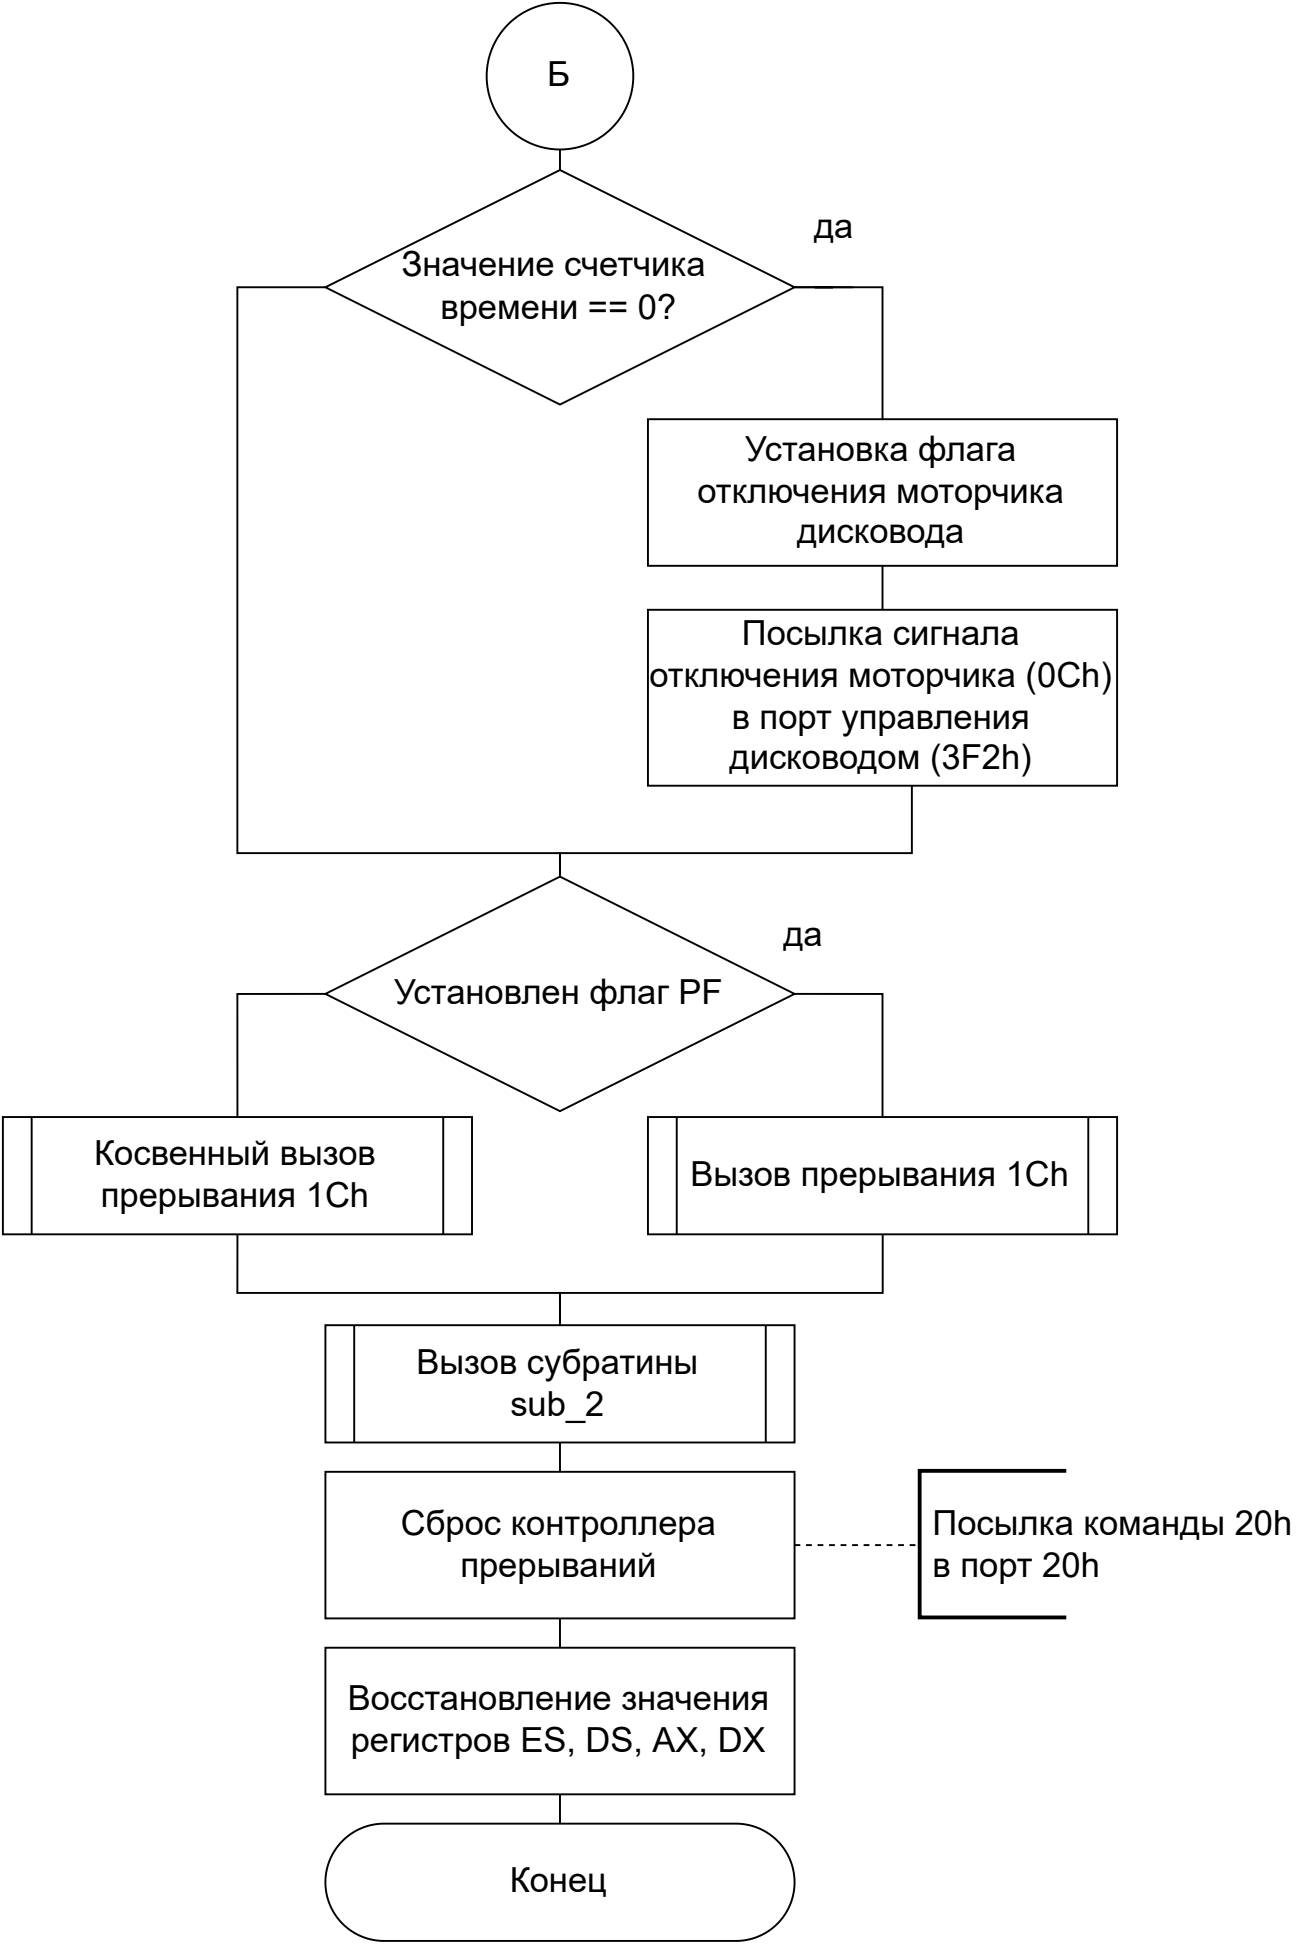 Б
да
Значение счетчика
времени == 0?
Установка флага
отключения моторчика
дисковода
Посылка сигнала
отключения моторчика (0Ch)
в порт управления
дисководом (3F2h)
да
Установлен флаг PF
Косвенный вызов
прерывания 1Ch
Вызов прерывания 1Ch
Вызов субратины
sub_2
Сброс контроллера
прерываний
Посылка команды 20h
в порт 20h
Восстановление значения
регистров ES, DS, AX, DX
Конец